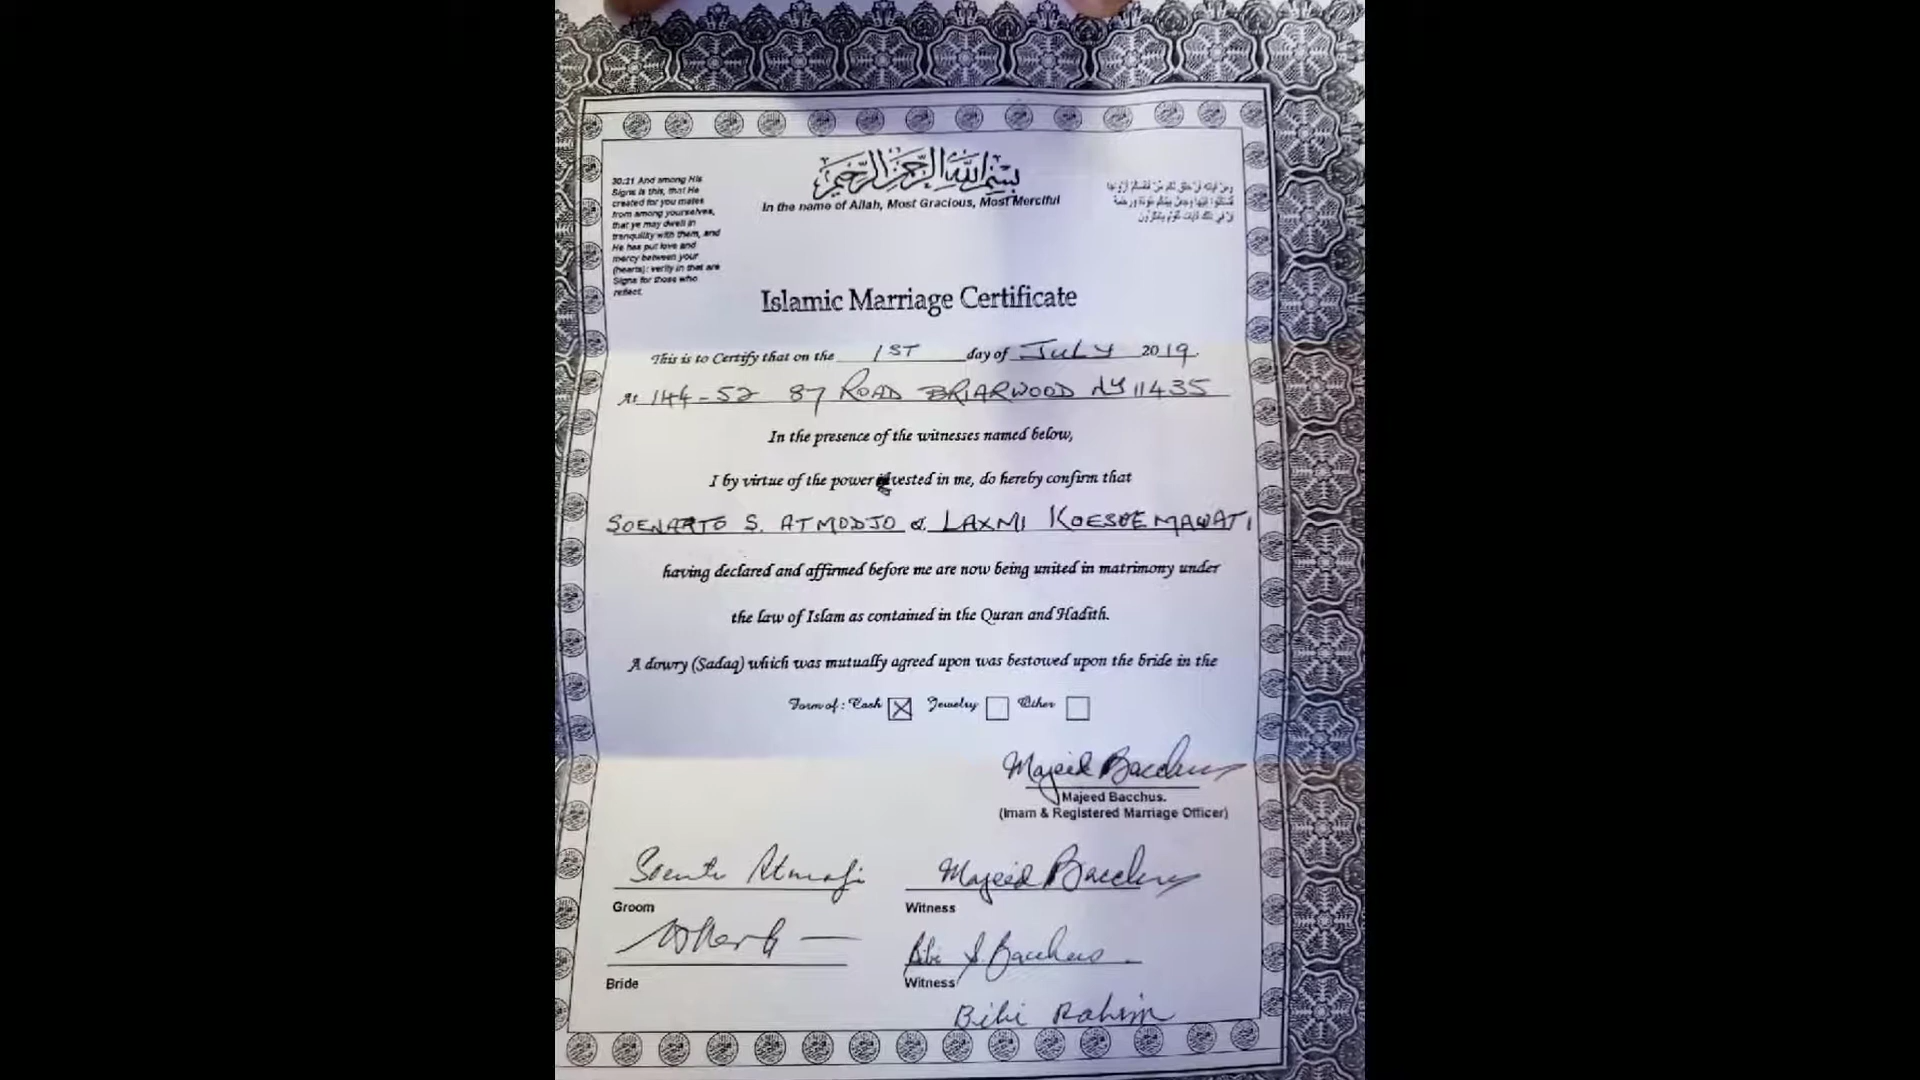 بسم الله الرحمن الرحيم
In the name of Allah, Most Gracious, Most Merciful
30:21 And among His
Signs is this, that He
created for you mates
from among yourselves,
that ye may dwell in
tranquility with them, and
He has put love and
mercy between your
(hearts): verily in that are
Signs for those who
reflect.
Islamic Marriage Certificate
This is to Certify that on the 1ST day of JULY 2019.
At 144-52 87 ROAD BRIARWOOD NY 11435
In the presence of the witnesses named below,
I by virtue of the power vested in me, do hereby confirm that
SOENARTO S. ATMODJO & LAXMI KOESOEMAWATI
having declared and affirmed before me are now being united in matrimony under
the law of Islam as contained in the Quran and Hadith.
A dowry (Sadaq) which was mutually agreed upon was bestowed upon the bride in the
Form of: Cash Jewelry Other
Majeed Bacchus
Majeed Bacchus.
(Imam & Registered Marriage Officer)
Majeed Bacchus
Groom Witness
Bibi S. Bacchus
Bride Witness
Bibi Rahim